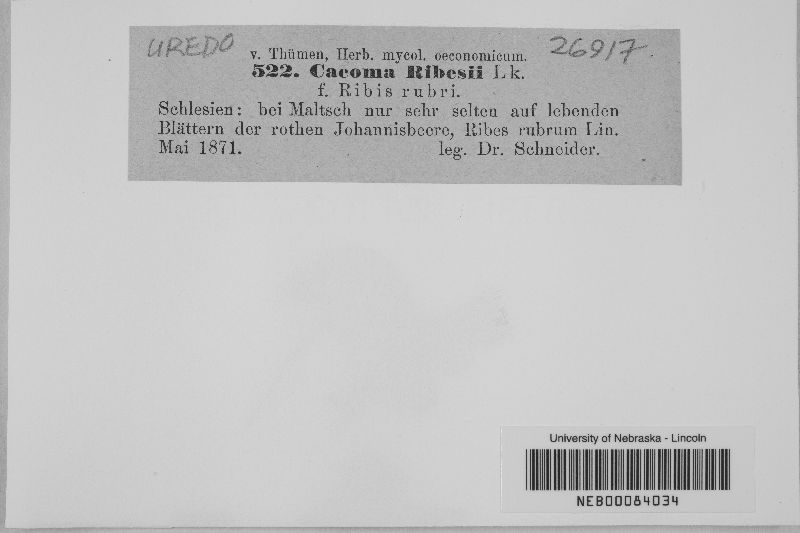 UREDO
v. Thümen, Herb. mycol. oeconomicum.
26917.
522. Caeoma Ribesii Lk.
f. Ribis rubri.
Schlesien: bei Maltsch nur sehr selten auf lebenden
Blättern der rothen Johannisbeere, Ribes rubrum Lin.
Mai 1871. leg. Dr. Schneider.
University of Nebraska - Lincoln
NEB00084034